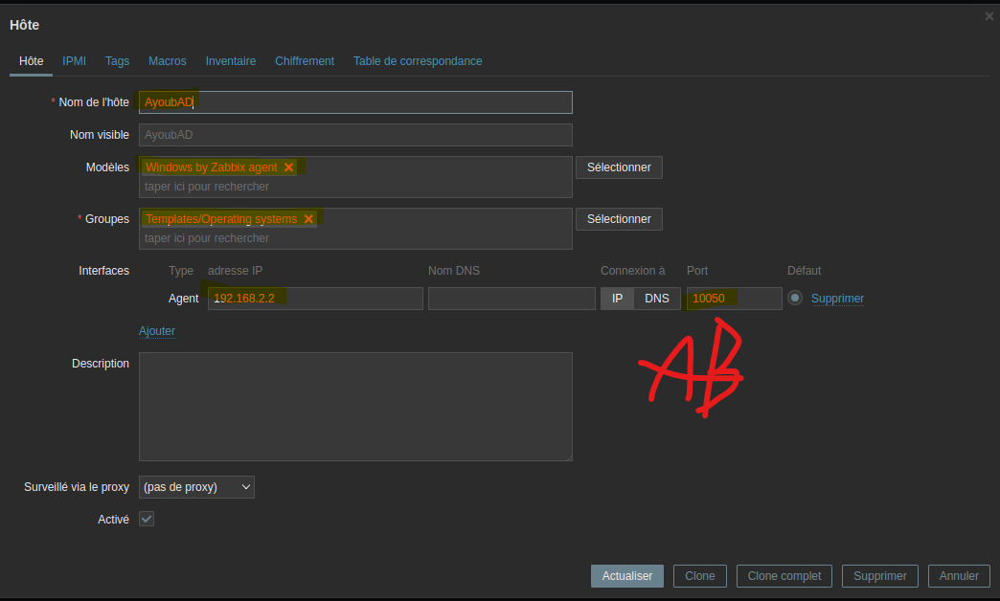 Hôte
Hôte IPMI Tags Macros Inventaire Chiffrement Table de correspondance
* Nom de l'hôte AyoubAD
Nom visible AyoubAD
Modèles Windows by Zabbix agent Sélectionner
taper ici pour rechercher
* Groupes Templates/Operating systems Sélectionner
taper ici pour rechercher
Interfaces Type adresse IP Nom DNS Connexion à Port Défaut
Agent 192.168.2.2 IP DNS 10050 Supprimer
Ajouter
AB
Description
Surveillé via le proxy (pas de proxy)
Activé
Actualiser Clone Clone complet Supprimer Annuler